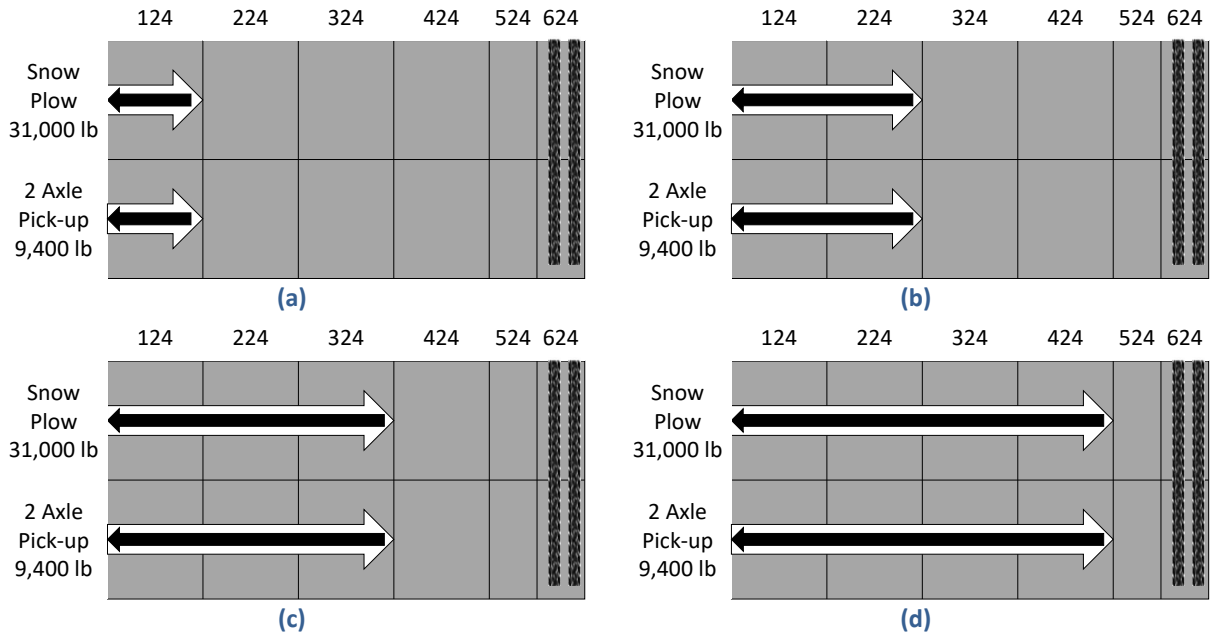 124 224 324 424 524 624
Snow
Plow
31,000 lb
2 Axle
Pick-up
9,400 lb
(a)
124 224 324 424 524 624
Snow
Plow
31,000 lb
2 Axle
Pick-up
9,400 lb
(b)
124 224 324 424 524 624
Snow
Plow
31,000 lb
2 Axle
Pick-up
9,400 lb
(c)
124 224 324 424 524 624
Snow
Plow
31,000 lb
2 Axle
Pick-up
9,400 lb
(d)